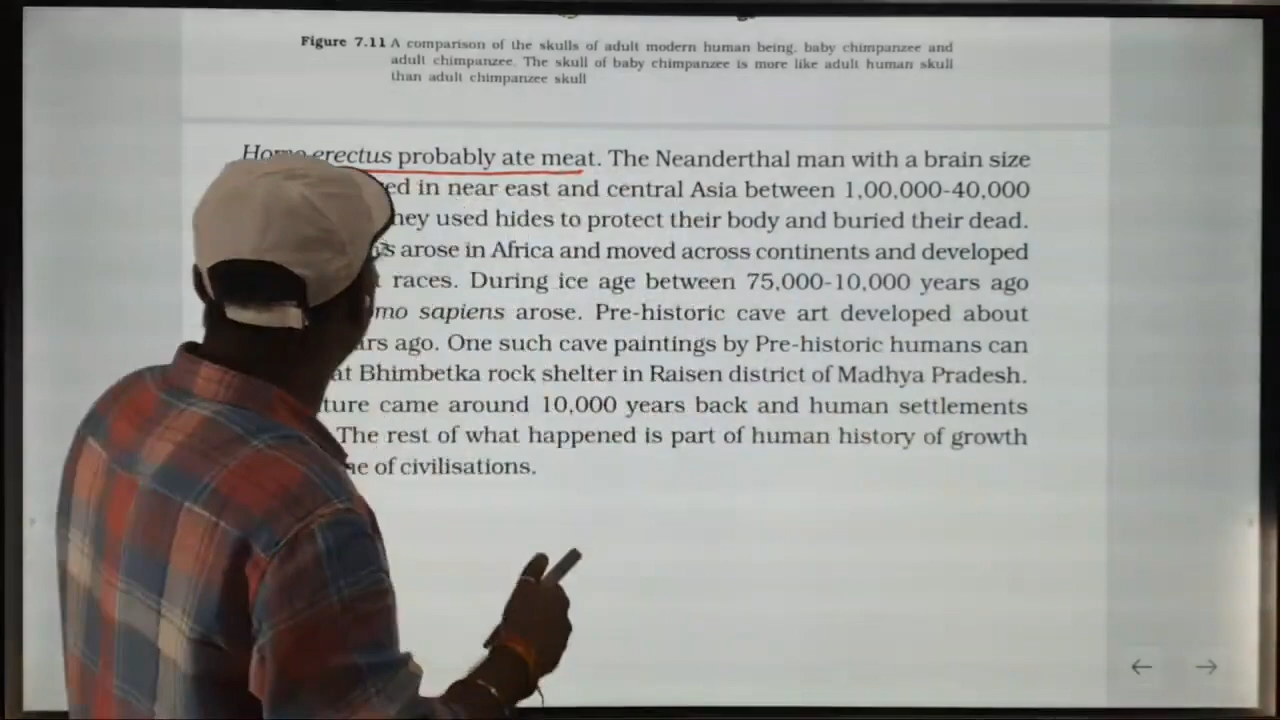 Figure 7.11 A comparison of the skulls of adult modern human being, baby chimpanzee and
adult chimpanzee. The skull of baby chimpanzee is more like adult human skull
than adult chimpanzee skull
erectus probably ate meat. The Neanderthal man with a brain size
in near east and central Asia between 1,00,000-40,000
used hides to protect their body and buried their dead.
arose in Africa and moved across continents and developed
races. During ice age between 75,000-10,000 years ago
sapiens arose. Pre-historic cave art developed about
ago. One such cave paintings by Pre-historic humans can
at Bhimbetka rock shelter in Raisen district of Madhya Pradesh.
came around 10,000 years back and human settlements
The rest of what happened is part of human history of growth
of civilisations.